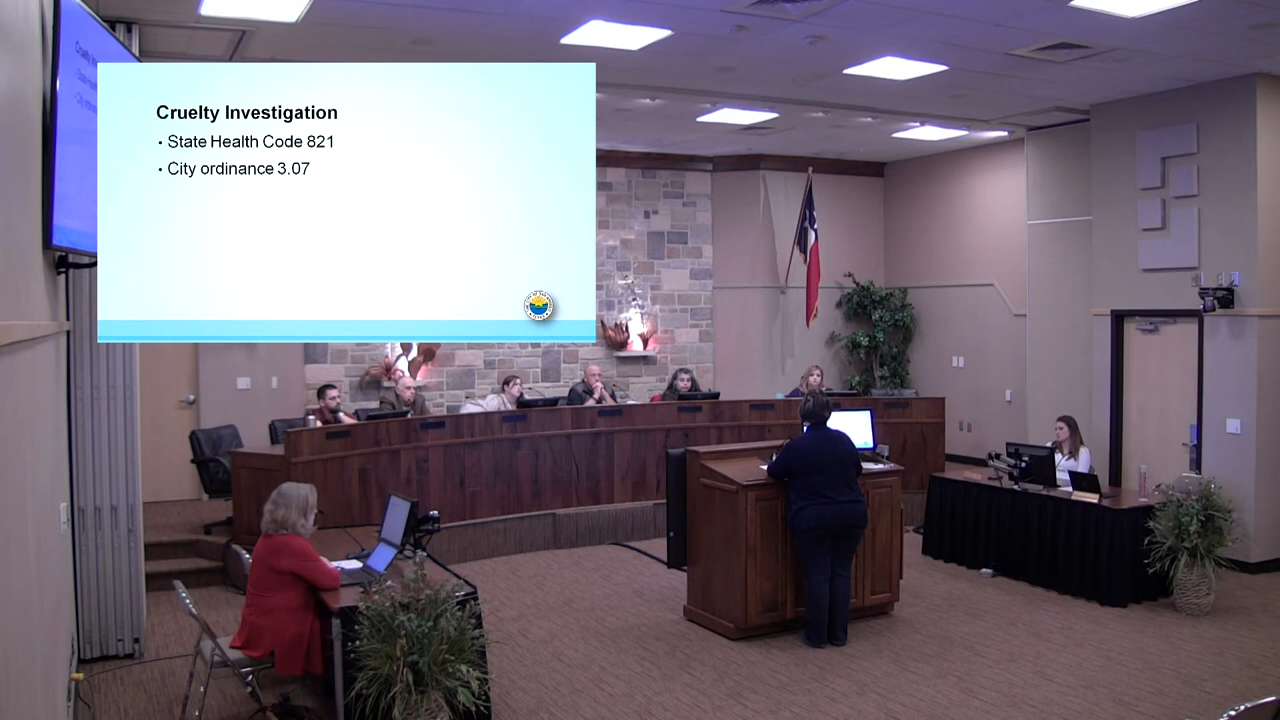 Cruelty Investigation
• State Health Code 821
• City ordinance 3.07